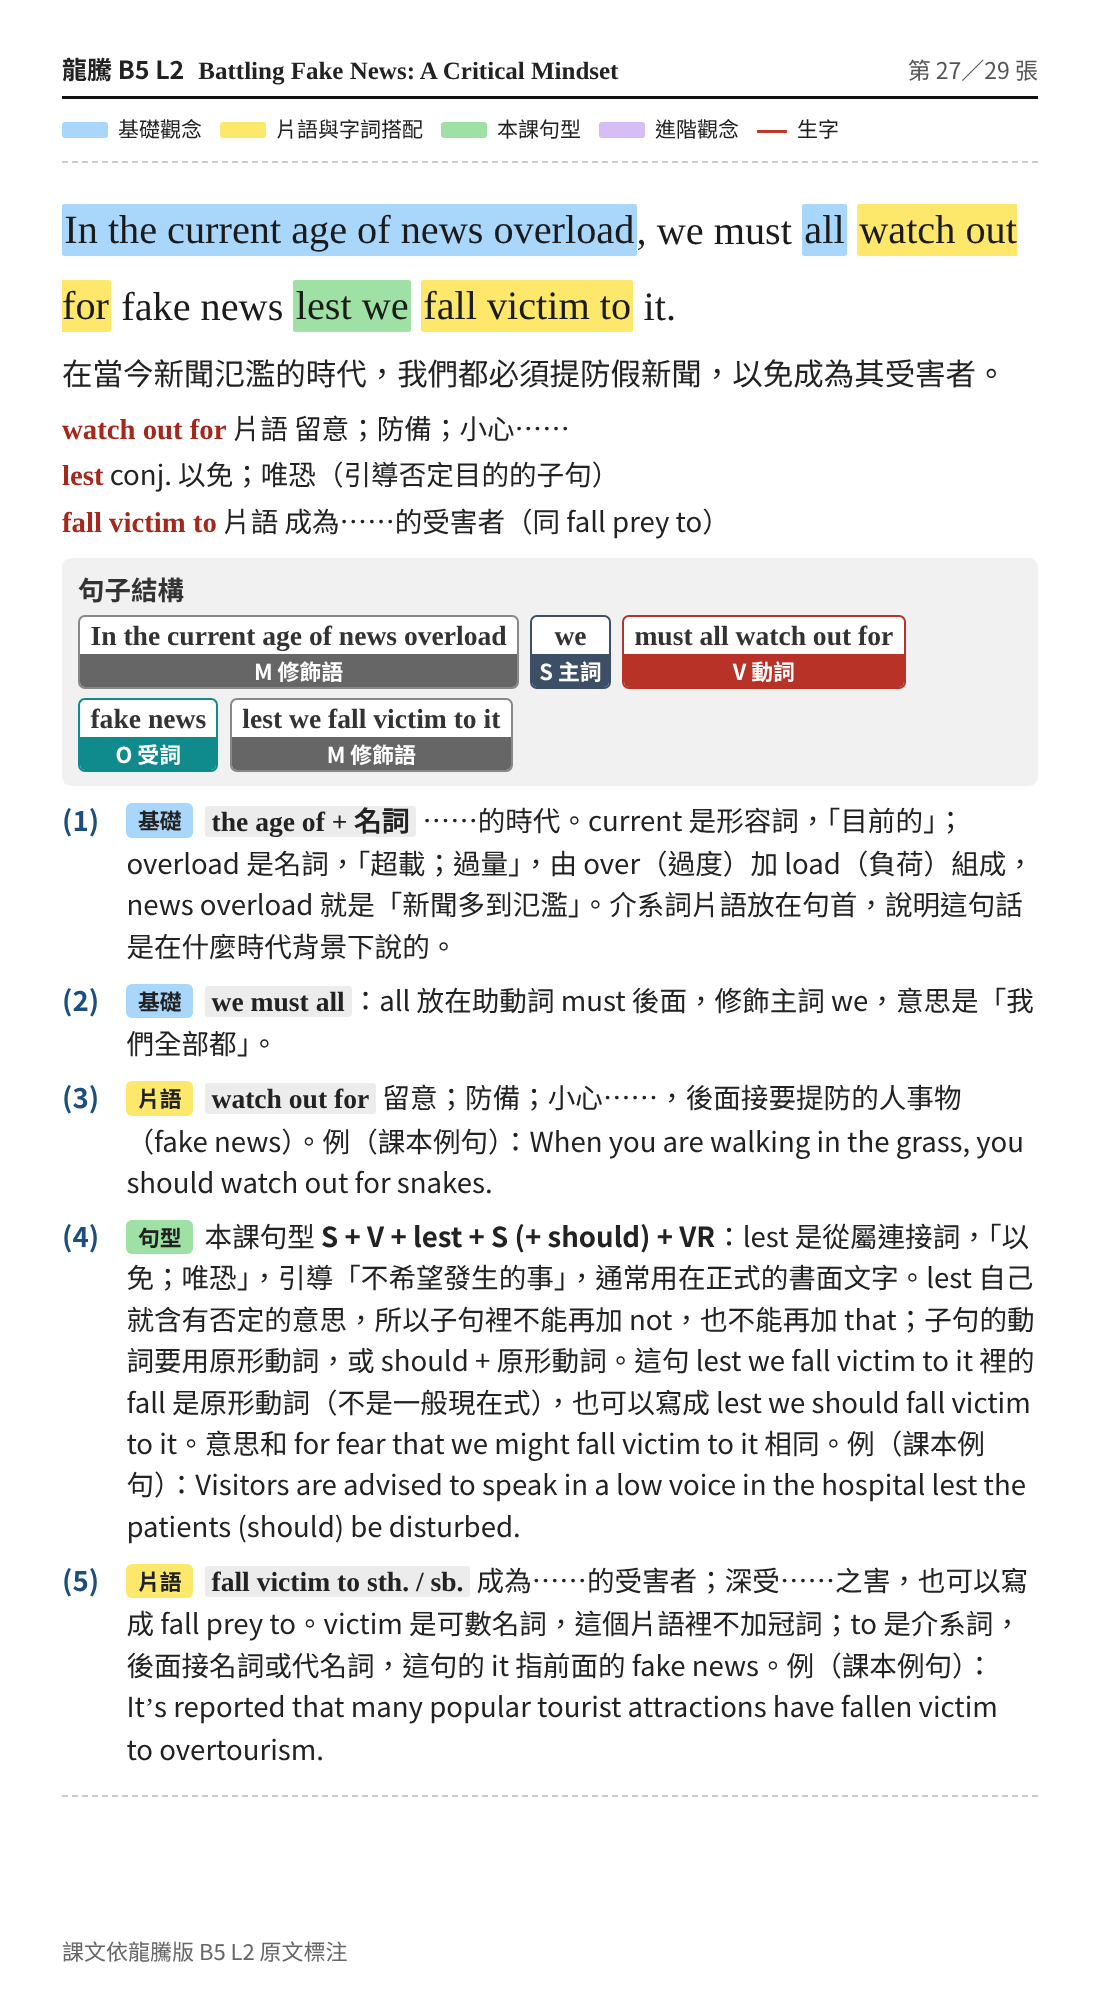 龍騰 B5 L2 Battling Fake News: A Critical Mindset 第 27／29 張
基礎觀念 片語與字詞搭配 本課句型 進階觀念 生字
In the current age of news overload, we must all watch out
for fake news lest we fall victim to it.
在當今新聞氾濫的時代，我們都必須提防假新聞，以免成為其受害者。
watch out for 片語 留意；防備；小心……
lest conj. 以免；唯恐（引導否定目的的子句）
fall victim to 片語 成為……的受害者（同 fall prey to）
句子結構
In the current age of news overload we must all watch out for
M 修飾語 S 主詞 V 動詞
fake news lest we fall victim to it
O 受詞 M 修飾語
(1) 基礎 the age of + 名詞 ……的時代。current 是形容詞，「目前的」；
overload 是名詞，「超載；過量」，由 over（過度）加 load（負荷）組成，
news overload 就是「新聞多到氾濫」。介系詞片語放在句首，說明這句話
是在什麼時代背景下說的。
(2) 基礎 we must all：all 放在助動詞 must 後面，修飾主詞 we，意思是「我
們全部都」。
(3) 片語 watch out for 留意；防備；小心……，後面接要提防的人事物
（fake news）。例（課本例句）：When you are walking in the grass, you
should watch out for snakes.
(4) 句型 本課句型 S + V + lest + S (+ should) + VR：lest 是從屬連接詞，「以
免；唯恐」，引導「不希望發生的事」，通常用在正式的書面文字。lest 自己
就含有否定的意思，所以子句裡不能再加 not，也不能再加 that；子句的動
詞要用原形動詞，或 should + 原形動詞。這句 lest we fall victim to it 裡的
fall 是原形動詞（不是一般現在式），也可以寫成 lest we should fall victim
to it。意思和 for fear that we might fall victim to it 相同。例（課本例
句）：Visitors are advised to speak in a low voice in the hospital lest the
patients (should) be disturbed.
(5) 片語 fall victim to sth. / sb. 成為……的受害者；深受……之害，也可以寫
成 fall prey to。victim 是可數名詞，這個片語裡不加冠詞；to 是介系詞，
後面接名詞或代名詞，這句的 it 指前面的 fake news。例（課本例句）：
It’s reported that many popular tourist attractions have fallen victim
to overtourism.
課文依龍騰版 B5 L2 原文標注